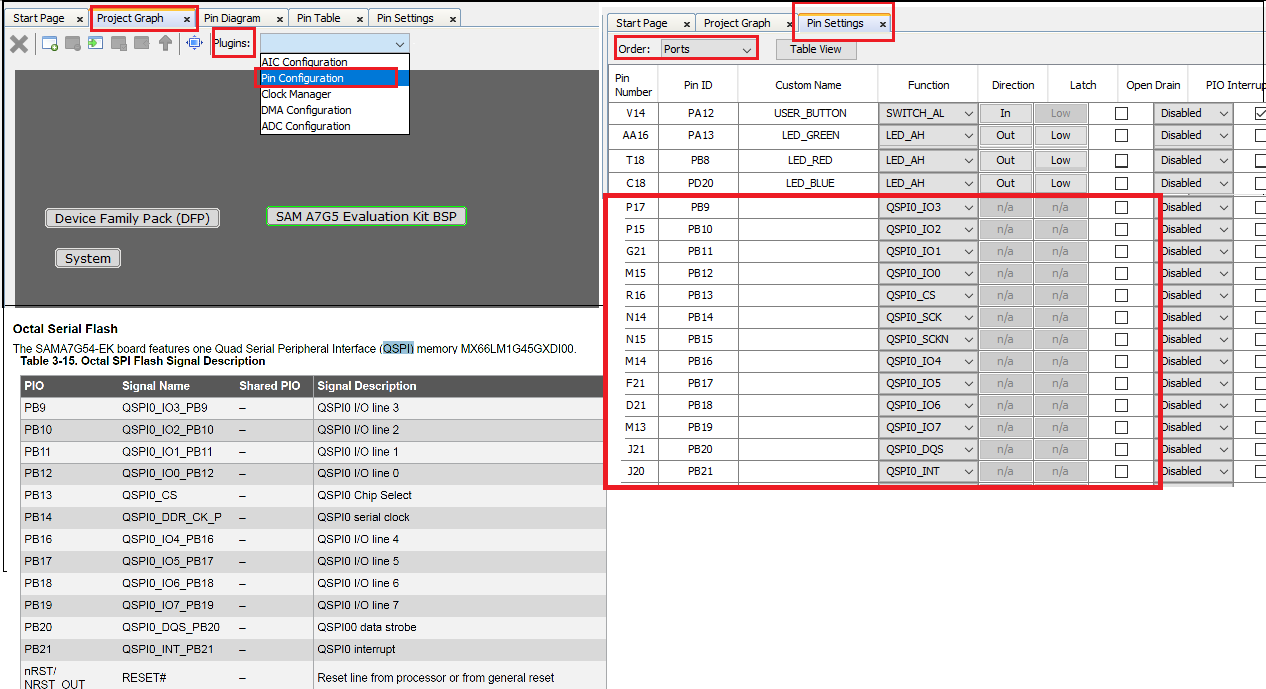 Start Page × Project Graph × Pin Diagram × Pin Table × Pin Settings ×
Plugins:
AIC Configuration
Pin Configuration
Clock Manager
DMA Configuration
ADC Configuration
Device Family Pack (DFP)
SAM A7G5 Evaluation Kit BSP
System
Octal Serial Flash
The SAMA7G54-EK board features one Quad Serial Peripheral Interface (QSPI) memory MX66LM1G45GXDI00.
Table 3-15. Octal SPI Flash Signal Description
PIO Signal Name Shared PIO Signal Description
PB9 QSPI0_IO3_PB9 – QSPI0 I/O line 3
PB10 QSPI0_IO2_PB10 – QSPI0 I/O line 2
PB11 QSPI0_IO1_PB11 – QSPI0 I/O line 1
PB12 QSPI0_IO0_PB12 – QSPI0 I/O line 0
PB13 QSPI0_CS – QSPI0 Chip Select
PB14 QSPI0_DDR_CK_P – QSPI0 serial clock
PB16 QSPI0_IO4_PB16 – QSPI0 I/O line 4
PB17 QSPI0_IO5_PB17 – QSPI0 I/O line 5
PB18 QSPI0_IO6_PB18 – QSPI0 I/O line 6
PB19 QSPI0_IO7_PB19 – QSPI0 I/O line 7
PB20 QSPI0_DQS_PB20 – QSPI00 data strobe
PB21 QSPI0_INT_PB21 – QSPI0 interrupt
nRST/
NRST_OUT RESET# – Reset line from processor or from general reset
Start Page × Project Graph × Pin Settings ×
Order: Ports Table View
Pin Number Pin ID Custom Name Function Direction Latch Open Drain PIO Interrup
V14 PA12 USER_BUTTON SWITCH_AL In Low Disabled
AA16 PA13 LED_GREEN LED_AH Out Low Disabled
T18 PB8 LED_RED LED_AH Out Low Disabled
C18 PD20 LED_BLUE LED_AH Out Low Disabled
P17 PB9 QSPI0_IO3 n/a n/a Disabled
P15 PB10 QSPI0_IO2 n/a n/a Disabled
G21 PB11 QSPI0_IO1 n/a n/a Disabled
M15 PB12 QSPI0_IO0 n/a n/a Disabled
R16 PB13 QSPI0_CS n/a n/a Disabled
N14 PB14 QSPI0_SCK n/a n/a Disabled
N15 PB15 QSPI0_SCKN n/a n/a Disabled
M14 PB16 QSPI0_IO4 n/a n/a Disabled
F21 PB17 QSPI0_IO5 n/a n/a Disabled
D21 PB18 QSPI0_IO6 n/a n/a Disabled
M13 PB19 QSPI0_IO7 n/a n/a Disabled
J21 PB20 QSPI0_DQS n/a n/a Disabled
J20 PB21 QSPI0_INT n/a n/a Disabled